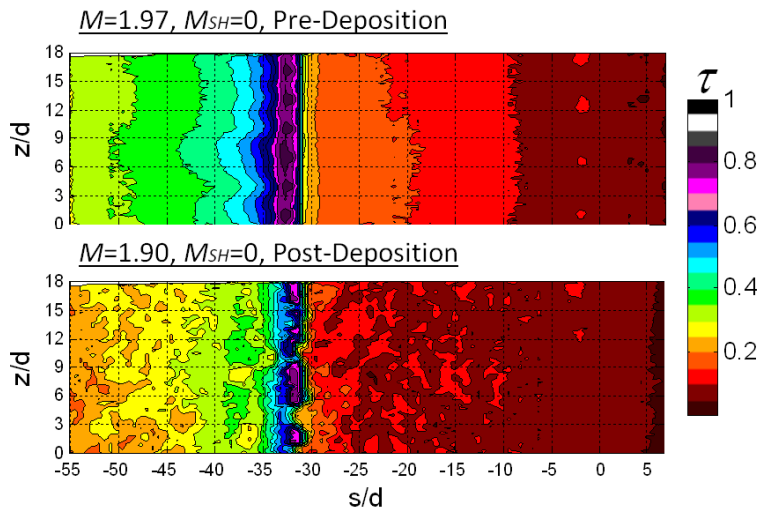 M=1.97, MSH=0, Pre-Deposition
18
15
12
9
6
3
0
z/d
M=1.90, MSH=0, Post-Deposition
18
15
12
9
6
3
0
z/d
-55 -50 -45 -40 -35 -30 -25 -20 -15 -10 -5 0 5
s/d
τ
1
0.8
0.6
0.4
0.2